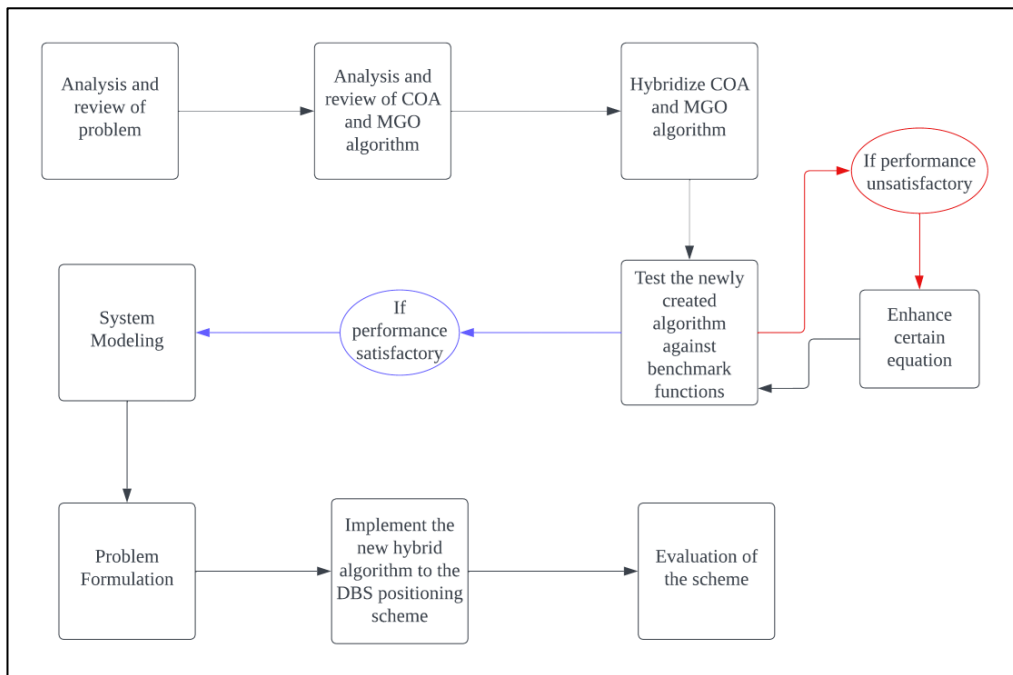 Analysis and
review of
problem
Analysis and
review of COA
and MGO
algorithm
Hybridize COA
and MGO
algorithm
If performance
unsatisfactory
Test the newly
created
algorithm
against
benchmark
functions
Enhance
certain
equation
If
performance
satisfactory
System
Modeling
Problem
Formulation
Implement the
new hybrid
algorithm to the
DBS positioning
scheme
Evaluation of
the scheme